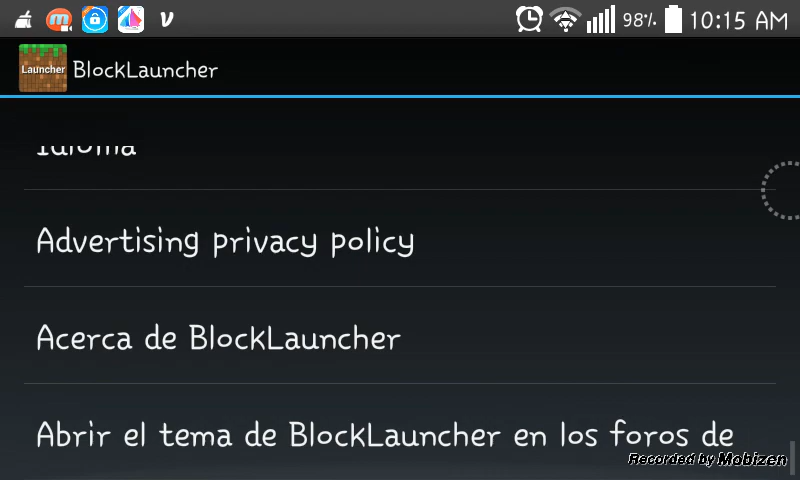 98% 10:15 AM
Launcher BlockLauncher
Idioma
Advertising privacy policy
Acerca de BlockLauncher
Abrir el tema de BlockLauncher en los foros de
Recorded by Mobizen